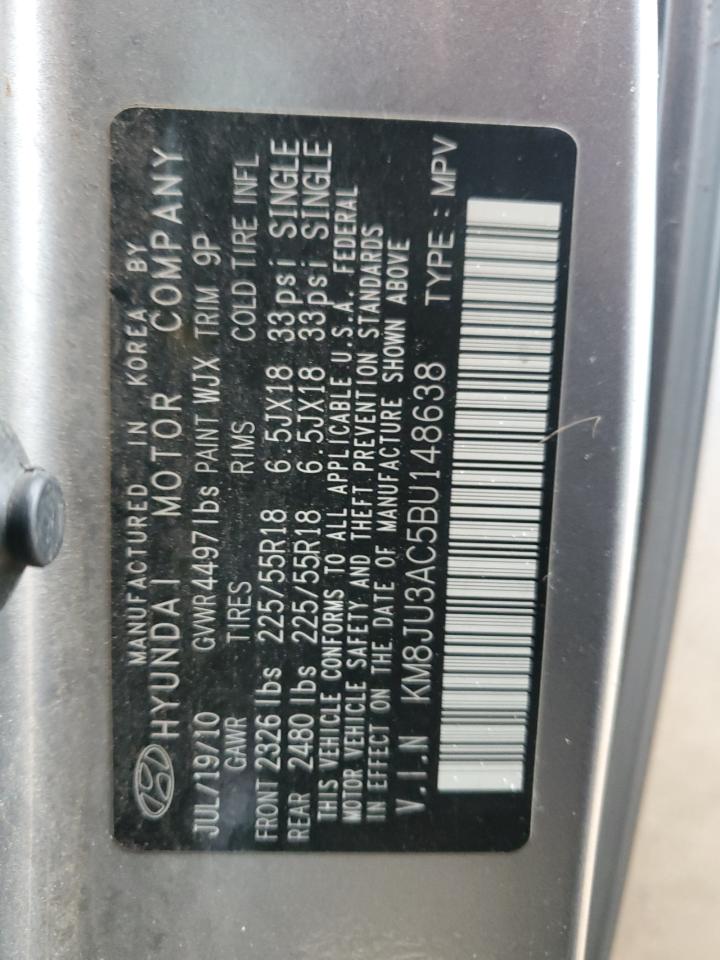 MANUFACTURED IN KOREA BY
HYUNDAI MOTOR COMPANY
JUL/19/10 GVWR 4497 lbs PAINT WJX TRIM 9P
GAWR TIRES RIMS COLD TIRE INFL
FRONT 2326 lbs 225/55R18 6.5JX18 33psi SINGLE
REAR 2480 lbs 225/55R18 6.5JX18 33psi SINGLE
THIS VEHICLE CONFORMS TO ALL APPLICABLE U.S.A. FEDERAL
MOTOR VEHICLE SAFETY AND THEFT PREVENTION STANDARDS
IN EFFECT ON THE DATE OF MANUFACTURE SHOWN ABOVE
V.I.N KM8JU3AC5BU148638 TYPE: MPV